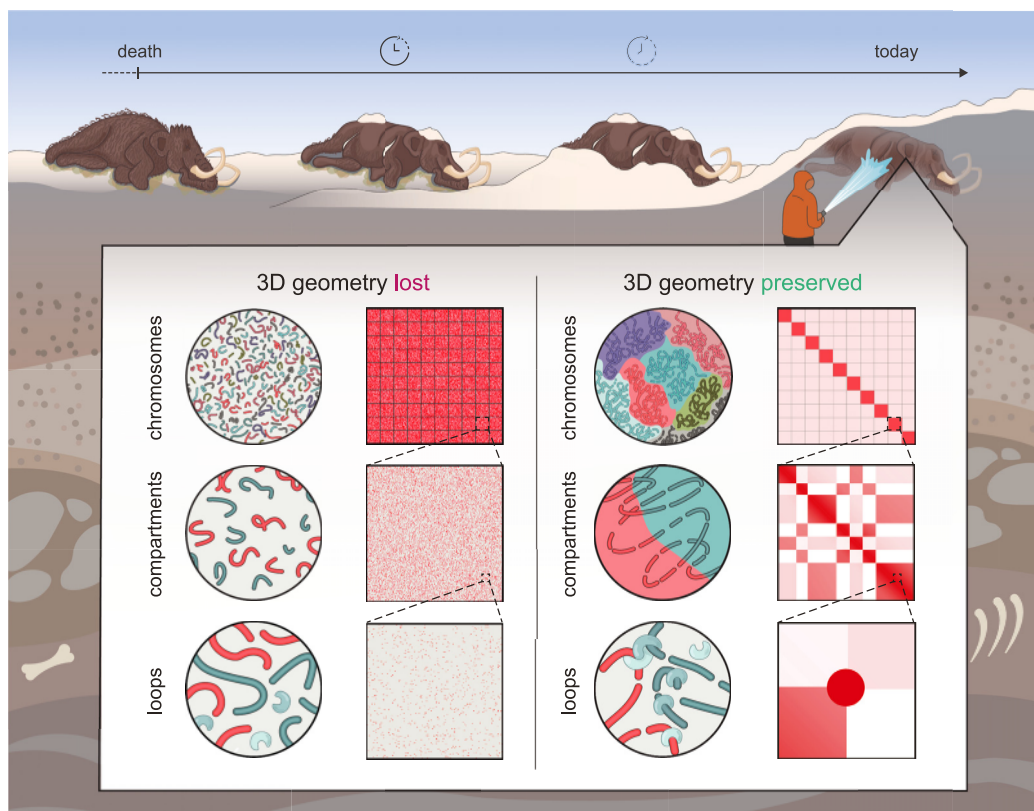 death
today
3D geometry lost
3D geometry preserved
chromosomes
chromosomes
compartments
compartments
loops
loops